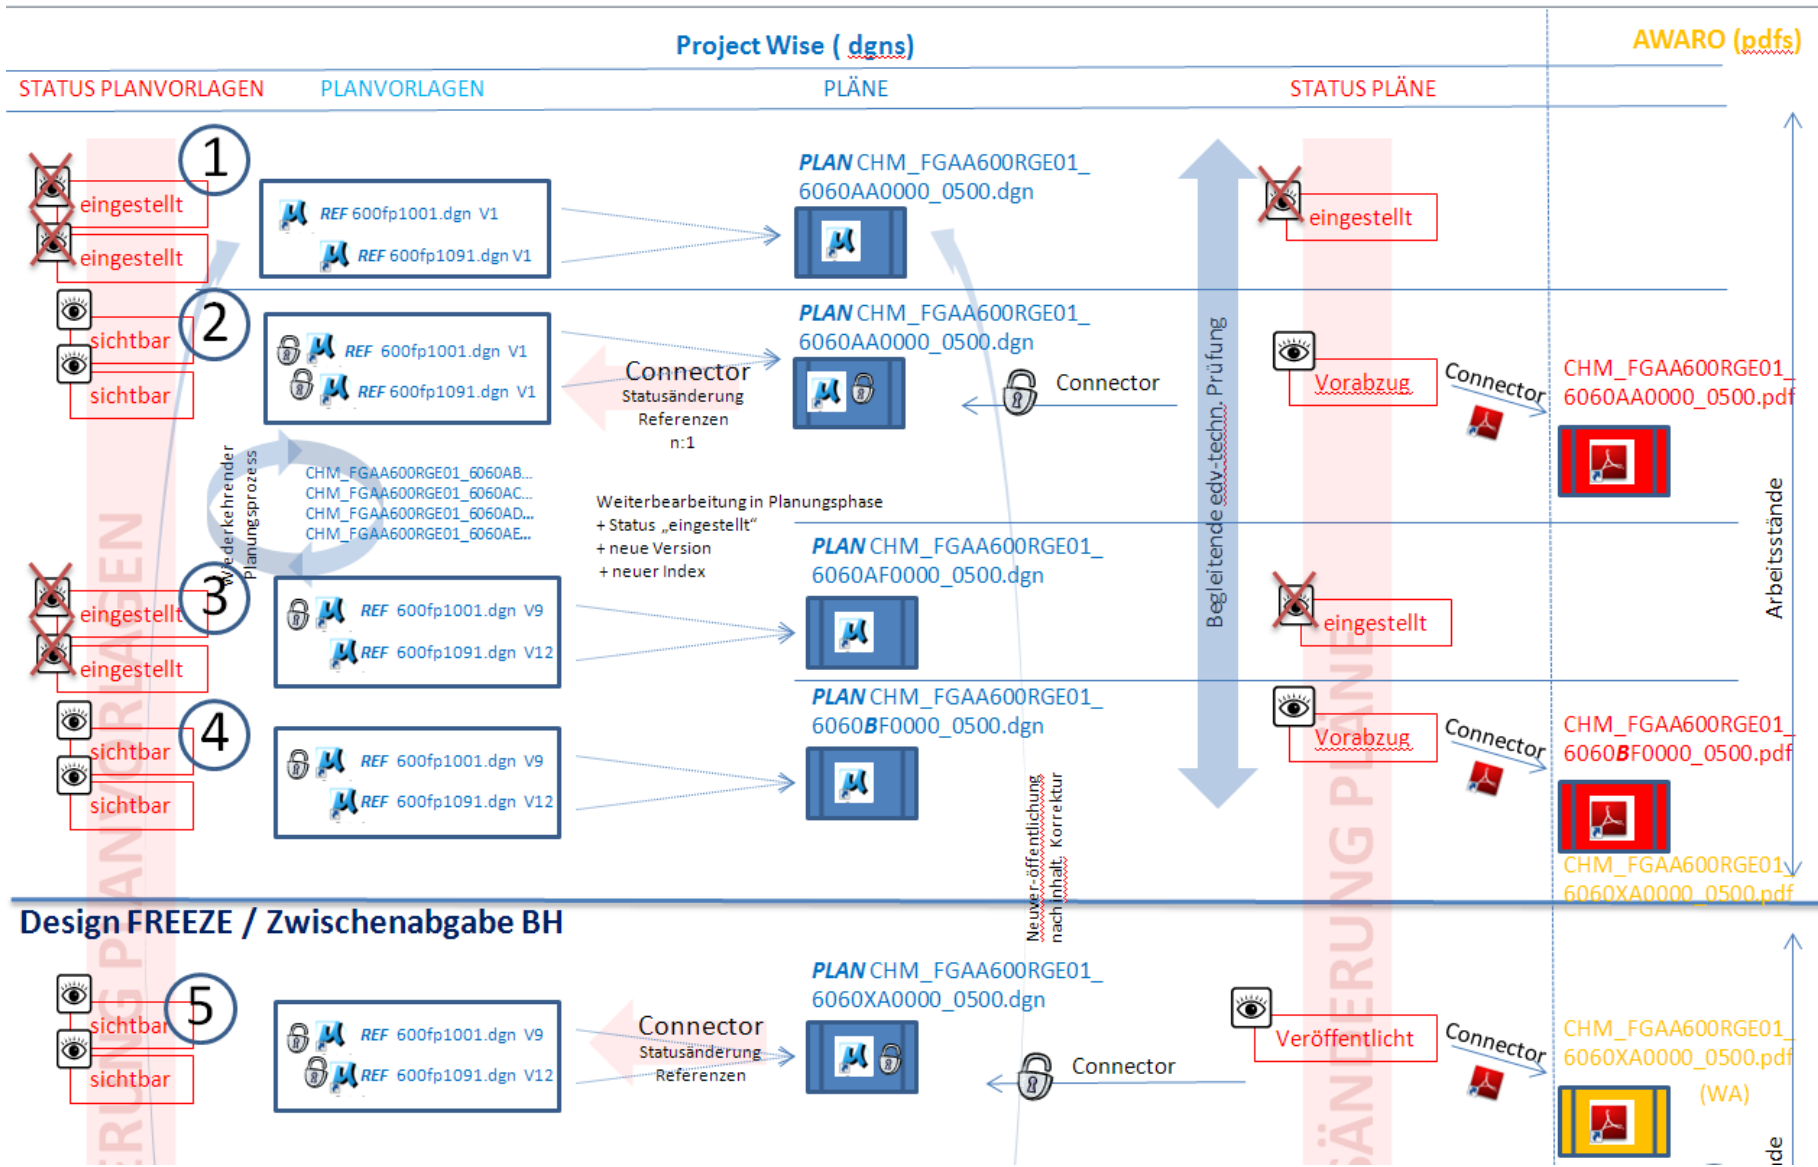 Project Wise ( dgns)
AWARO (pdfs)
STATUS PLANVORLAGEN
PLANVORLAGEN
PLÄNE
STATUS PLÄNE
1
eingestellt
eingestellt
REF 600fp1001.dgn V1
REF 600fp1091.dgn V1
PLAN CHM_FGAA600RGE01_
6060AA0000_0500.dgn
eingestellt
2
sichtbar
sichtbar
REF 600fp1001.dgn V1
REF 600fp1091.dgn V1
Connector
Statusänderung
Referenzen
n:1
PLAN CHM_FGAA600RGE01_
6060AA0000_0500.dgn
Connector
Begleitende edv-techn. Prüfung
Vorabzug
Connector
CHM_FGAA600RGE01_
6060AA0000_0500.pdf
Wiederkehrender
Planungsprozess
CHM_FGAA600RGE01_6060AB...
CHM_FGAA600RGE01_6060AC...
CHM_FGAA600RGE01_6060AD...
CHM_FGAA600RGE01_6060AE...
Weiterbearbeitung in Planungsphase
+ Status „eingestellt“
+ neue Version
+ neuer Index
Arbeitsstände
3
eingestellt
eingestellt
REF 600fp1001.dgn V9
REF 600fp1091.dgn V12
PLAN CHM_FGAA600RGE01_
6060AF0000_0500.dgn
eingestellt
4
sichtbar
sichtbar
REF 600fp1001.dgn V9
REF 600fp1091.dgn V12
PLAN CHM_FGAA600RGE01_
6060BF0000_0500.dgn
Neuver-öffentlichung
nach inhalt. Korrektur
Vorabzug
Connector
CHM_FGAA600RGE01_
6060BF0000_0500.pdf
CHM_FGAA600RGE01_
6060XA0000_0500.pdf
Design FREEZE / Zwischenabgabe BH
5
sichtbar
sichtbar
REF 600fp1001.dgn V9
REF 600fp1091.dgn V12
Connector
Statusänderung
Referenzen
PLAN CHM_FGAA600RGE01_
6060XA0000_0500.dgn
Connector
Veröffentlicht
Connector
CHM_FGAA600RGE01_
6060XA0000_0500.pdf
(WA)
ERUNG PLANVORLAGEN
SÄNDERUNG PLÄNE